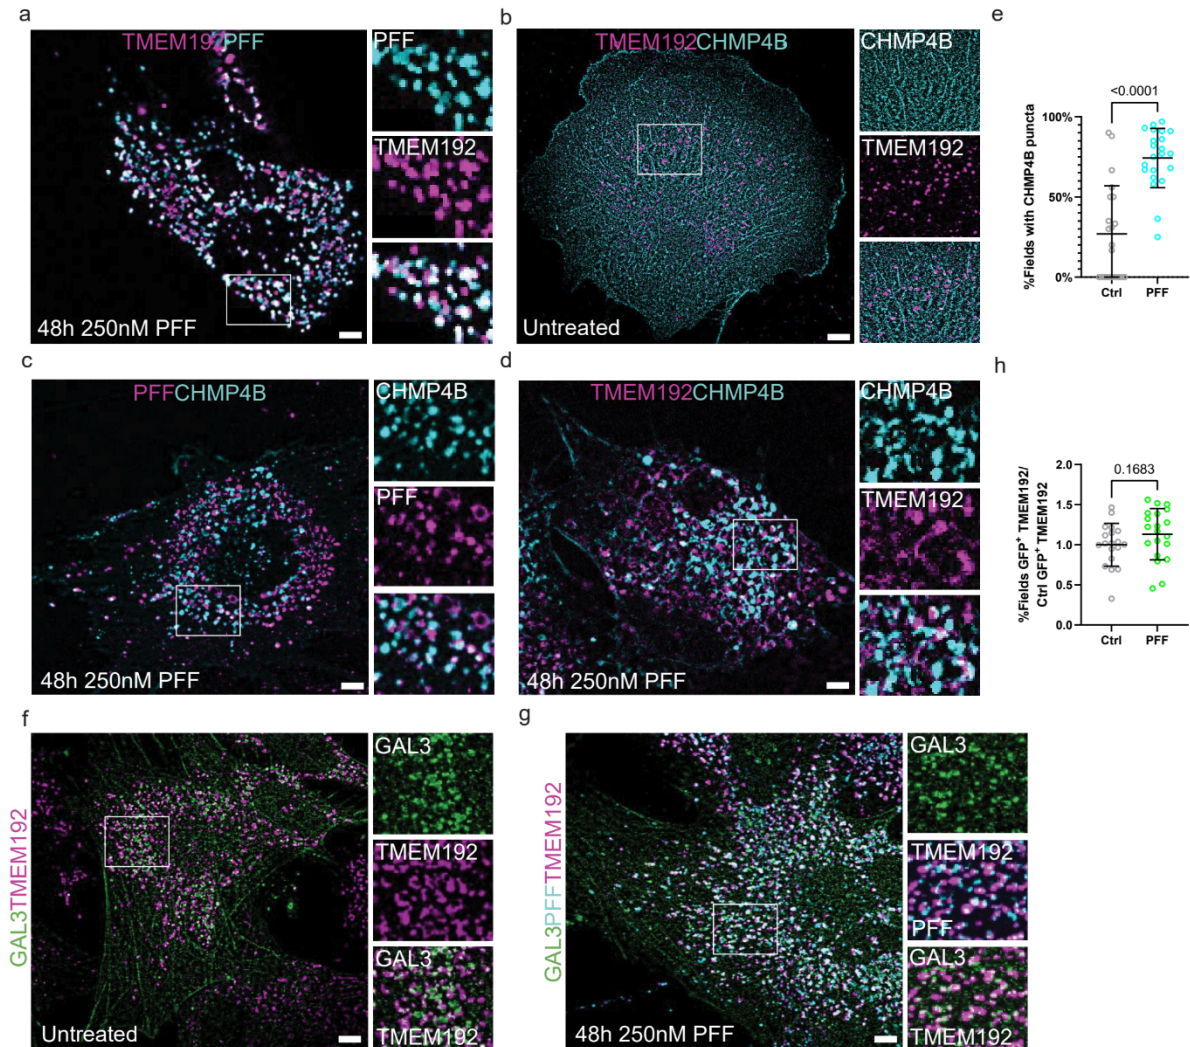 a
TMEM192PFF
PFF
TMEM192
48h 250nM PFF
b
TMEM192CHMP4B
CHMP4B
TMEM192
Untreated
e
<0.0001
100%
50%
0%
%Fields with CHMP4B puncta
Ctrl PFF
c
PFFCHMP4B
CHMP4B
PFF
48h 250nM PFF
d
TMEM192CHMP4B
CHMP4B
TMEM192
48h 250nM PFF
h
0.1683
2.0
1.5
1.0
0.5
0.0
%Fields GFP⁺ TMEM192/
Ctrl GFP⁺ TMEM192
Ctrl PFF
f
GAL3TMEM192
GAL3
TMEM192
GAL3
TMEM192
Untreated
g
GAL3PFFTMEM192
GAL3
TMEM192
PFF
GAL3
TMEM192
48h 250nM PFF